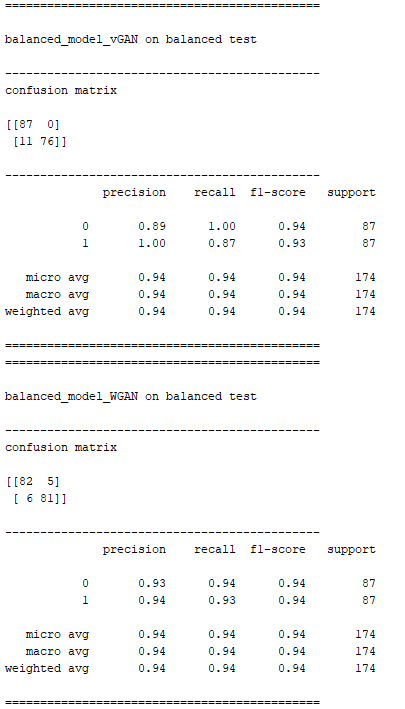 =============================================
balanced_model_vGAN on balanced test
---------------------------------------------
confusion matrix
[[87  0]
 [11 76]]
---------------------------------------------
              precision    recall  f1-score   support
           0       0.89      1.00      0.94        87
           1       1.00      0.87      0.93        87
   micro avg       0.94      0.94      0.94       174
   macro avg       0.94      0.94      0.94       174
weighted avg       0.94      0.94      0.94       174
=============================================
=============================================
balanced_model_WGAN on balanced test
---------------------------------------------
confusion matrix
[[82  5]
 [ 6 81]]
---------------------------------------------
              precision    recall  f1-score   support
           0       0.93      0.94      0.94        87
           1       0.94      0.93      0.94        87
   micro avg       0.94      0.94      0.94       174
   macro avg       0.94      0.94      0.94       174
weighted avg       0.94      0.94      0.94       174
=============================================